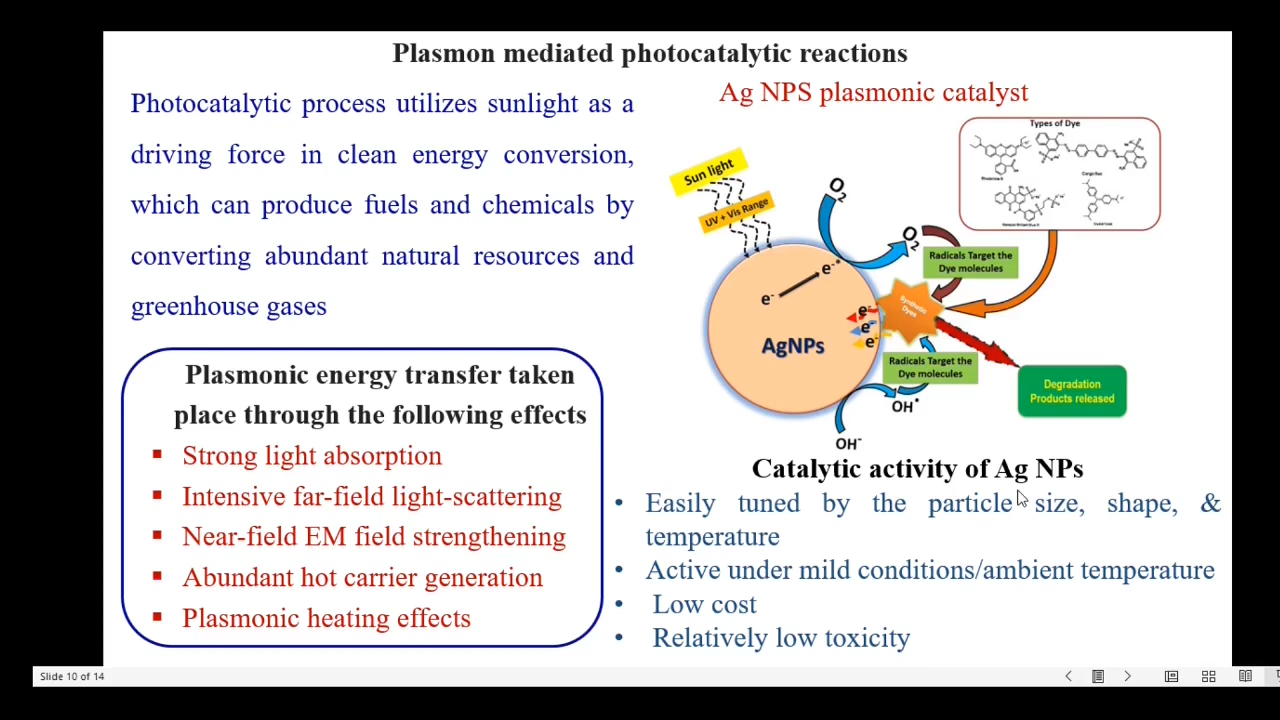 Plasmon mediated photocatalytic reactions
Photocatalytic process utilizes sunlight as a
driving force in clean energy conversion,
which can produce fuels and chemicals by
converting abundant natural resources and
greenhouse gases
Plasmonic energy transfer taken
place through the following effects
▪ Strong light absorption
▪ Intensive far-field light-scattering
▪ Near-field EM field strengthening
▪ Abundant hot carrier generation
▪ Plasmonic heating effects
Ag NPS plasmonic catalyst
Types of Dye
Sun light
UV + Vis Range
O2
O2
Radicals Target the
Dye molecules
e-
e-*
AgNPs
e-
e-
e-
Synthetic
Dyes
Radicals Target the
Dye molecules
Degradation
Products released
OH•
OH-
Catalytic activity of Ag NPs
• Easily tuned by the particle size, shape, &
temperature
• Active under mild conditions/ambient temperature
• Low cost
• Relatively low toxicity
Slide 10 of 14